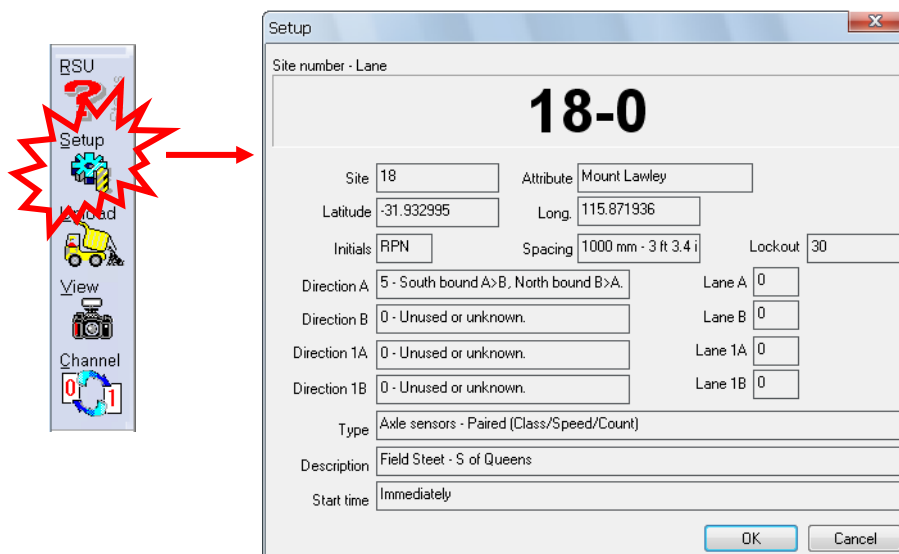 RSU
Setup
Upload
View
Channel
0
1
Setup
Site number - Lane
18-0
Site 18 Attribute Mount Lawley
Latitude -31.932995 Long. 115.871936
Initials RPN Spacing 1000 mm - 3 ft 3.4 i Lockout 30
Direction A 5 - South bound A>B, North bound B>A. Lane A 0
Direction B 0 - Unused or unknown. Lane B 0
Direction 1A 0 - Unused or unknown. Lane 1A 0
Direction 1B 0 - Unused or unknown. Lane 1B 0
Type Axle sensors - Paired (Class/Speed/Count)
Description Field Steet - S of Queens
Start time Immediately
OK Cancel